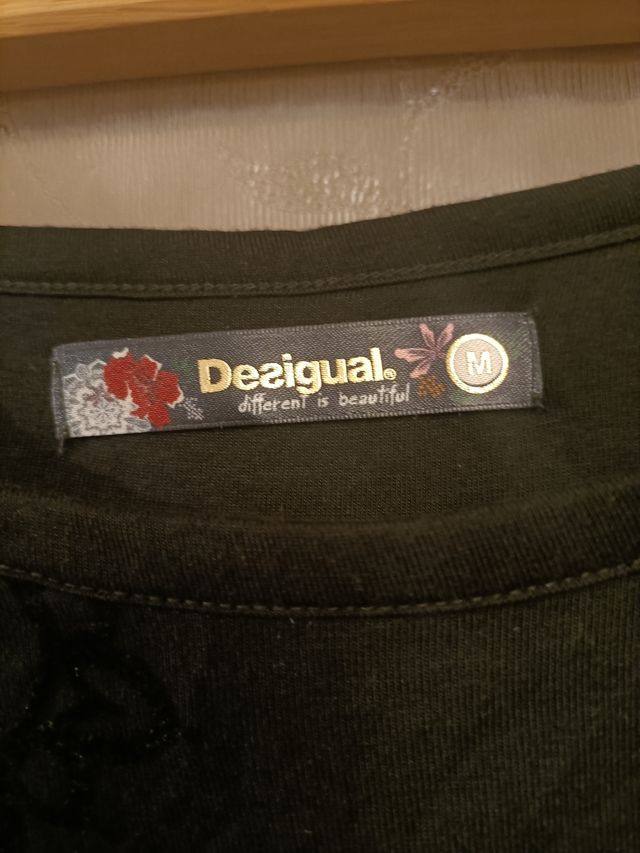 Desigual® M
different is beautiful